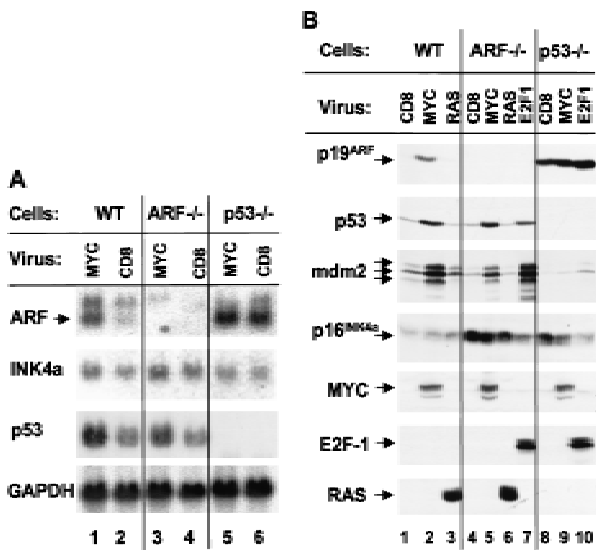 A
Cells: WT ARF-/- p53-/-
Virus: MYC CD8 MYC CD8 MYC CD8
ARF
INK4a
p53
GAPDH
1 2 3 4 5 6
B
Cells: WT ARF-/- p53-/-
Virus: CD8 MYC RAS CD8 MYC RAS E2F1 CD8 MYC E2F1
p19ARF
p53
mdm2
p16INK4a
MYC
E2F-1
RAS
1 2 3 4 5 6 7 8 9 10